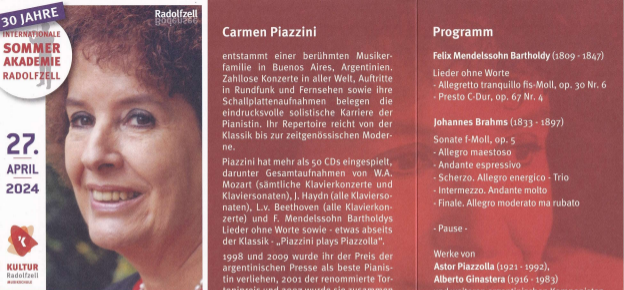 30 JAHRE
INTERNATIONALE
SOMMER
AKADEMIE
RADOLFZELL
Radolfzell
27.
APRIL
2024
KULTUR
Radolfzell
MUSIKSCHULE
Carmen Piazzini
entstammt einer berühmten Musiker-
familie in Buenos Aires, Argentinien.
Zahllose Konzerte in aller Welt, Auftritte
in Rundfunk und Fernsehen sowie ihre
Schallplattenaufnahmen belegen die
eindrucksvolle solistische Karriere der
Pianistin. Ihr Repertoire reicht von der
Klassik bis zur zeitgenössischen Moder-
ne.
Piazzini hat mehr als 50 CDs eingespielt,
darunter Gesamtaufnahmen von W.A.
Mozart (sämtliche Klavierkonzerte und
Klaviersonaten), J. Haydn (alle Klavierso-
naten), L.v. Beethoven (alle Klavierkon-
zerte) und F. Mendelssohn Bartholdys
Lieder ohne Worte sowie - etwas abseits
der Klassik - „Piazzini plays Piazzolla“.
1998 und 2009 wurde ihr der Preis der
argentinischen Presse als beste Pianis-
tin verliehen, 2001 der renommierte Tor-
Programm
Felix Mendelssohn Bartholdy (1809 - 1847)
Lieder ohne Worte
- Allegretto tranquillo fis-Moll, op. 30 Nr. 6
- Presto C-Dur, op. 67 Nr. 4
Johannes Brahms (1833 - 1897)
Sonate f-Moll, op. 5
- Allegro maestoso
- Andante espressivo
- Scherzo. Allegro energico - Trio
- Intermezzo. Andante molto
- Finale. Allegro moderato ma rubato
- Pause -
Werke von
Astor Piazzolla (1921 - 1992),
Alberto Ginastera (1916 - 1983)